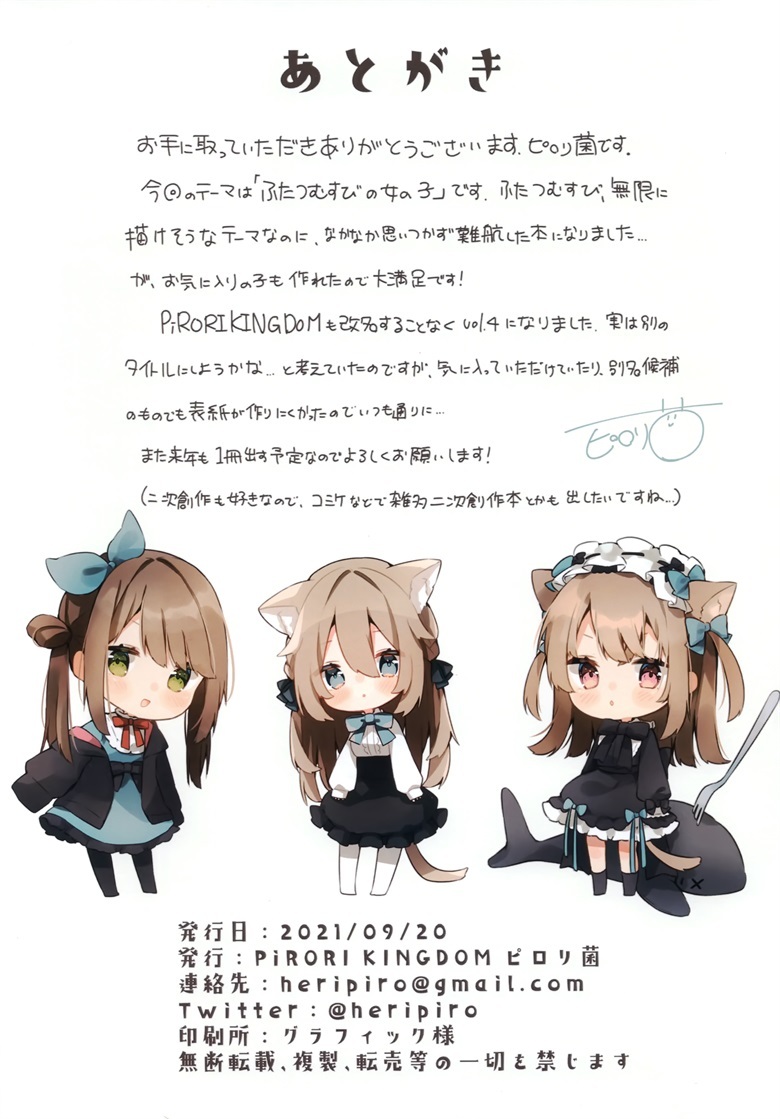 あとがき
お手に取っていただきありがとうございます。ピロリ菌です。
今回のテーマは「ふたつむすびの女の子」です。ふたつむすび、無限に
描けそうなテーマなのに、なかなか思いつかず難航した本になりました…
が、お気に入りの子も作れたので大満足です!
PiRORI KINGDOMも改名することなくvol.4になりました。実は別の
タイトルにしようかな…と考えていたのですが、気に入っていただけていたり、別名候補
のものでも表紙が作りにくかったのでいつも通りに…
ピロリ
また来年も1冊出す予定なのでよろしくお願いします!
(二次創作も好きなので、コミケなどで雑多二次創作本とかも出したいですね…)
発行日:2021/09/20
発行:PiRORI KINGDOM ピロリ菌
連絡先:heripiro@gmail.com
Twitter:@heripiro
印刷所:グラフィック様
無断転載、複製、転売等の一切を禁じます